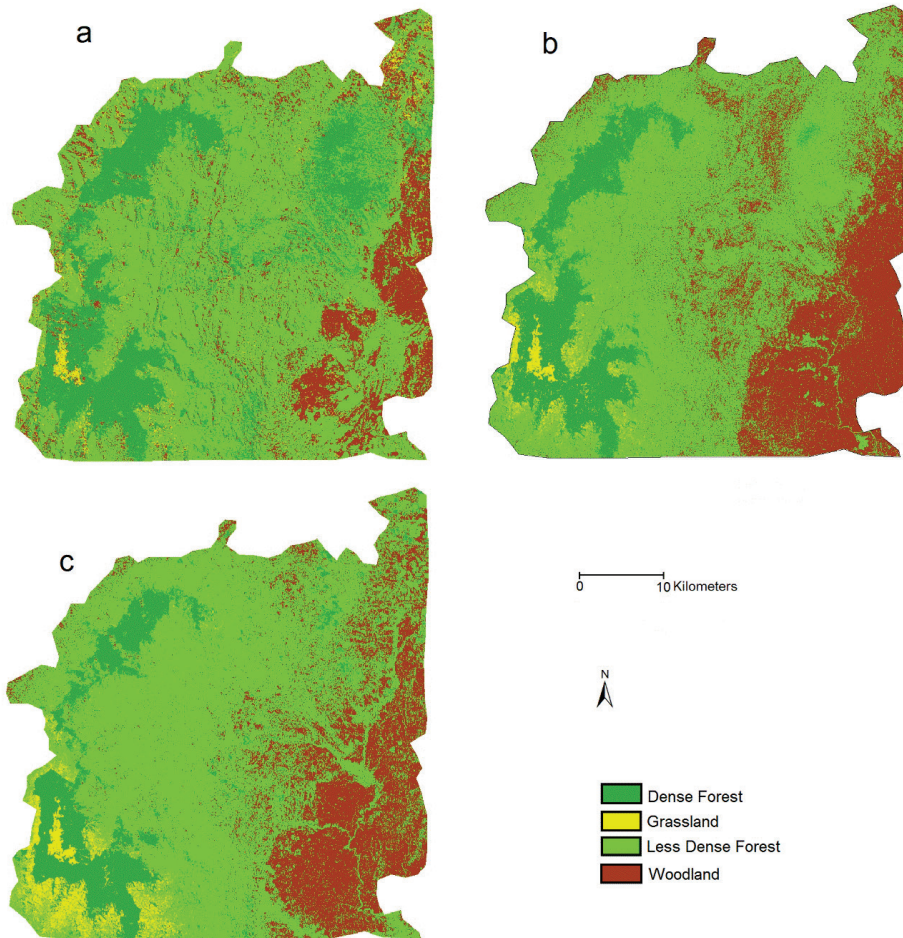 a
b
c
0 10 Kilometers
N
Dense Forest
Grassland
Less Dense Forest
Woodland